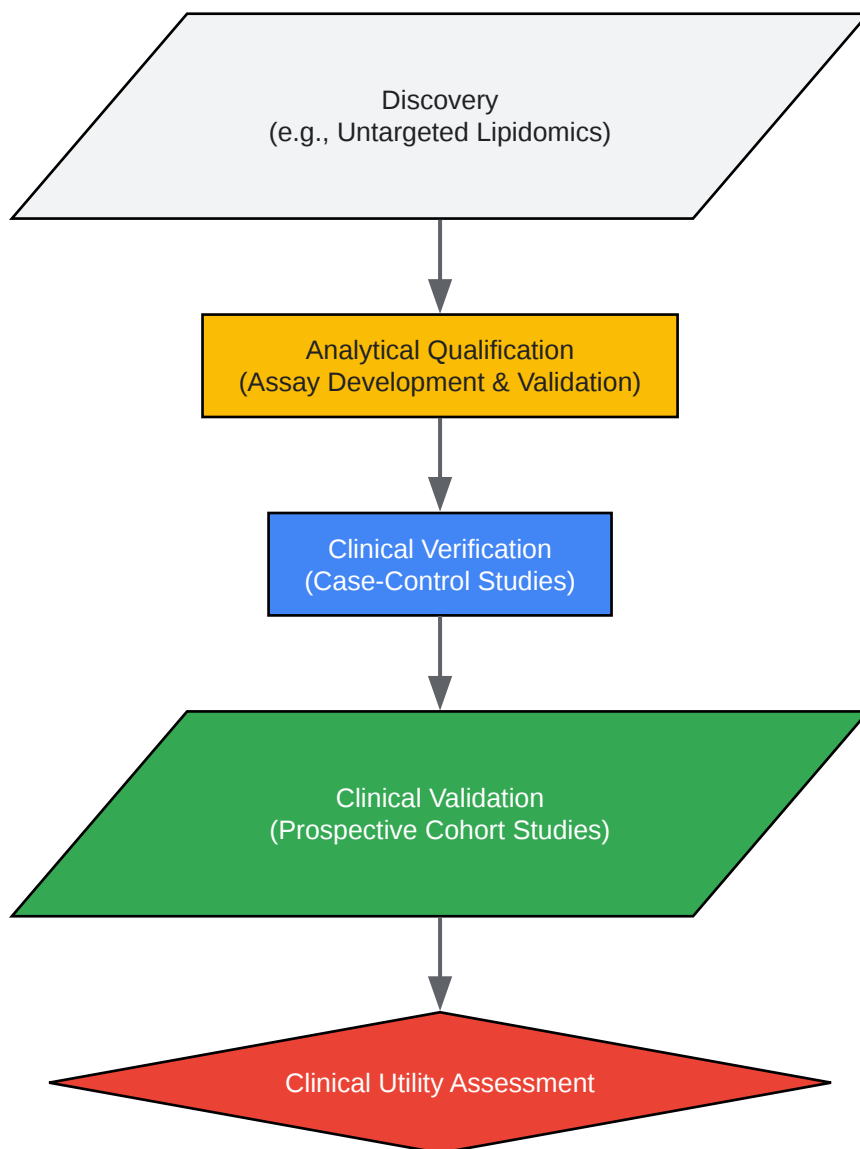 Discovery
(e.g., Untargeted Lipidomics)
Analytical Qualification
(Assay Development & Validation)
Clinical Verification
(Case-Control Studies)
Clinical Validation
(Prospective Cohort Studies)
Clinical Utility Assessment